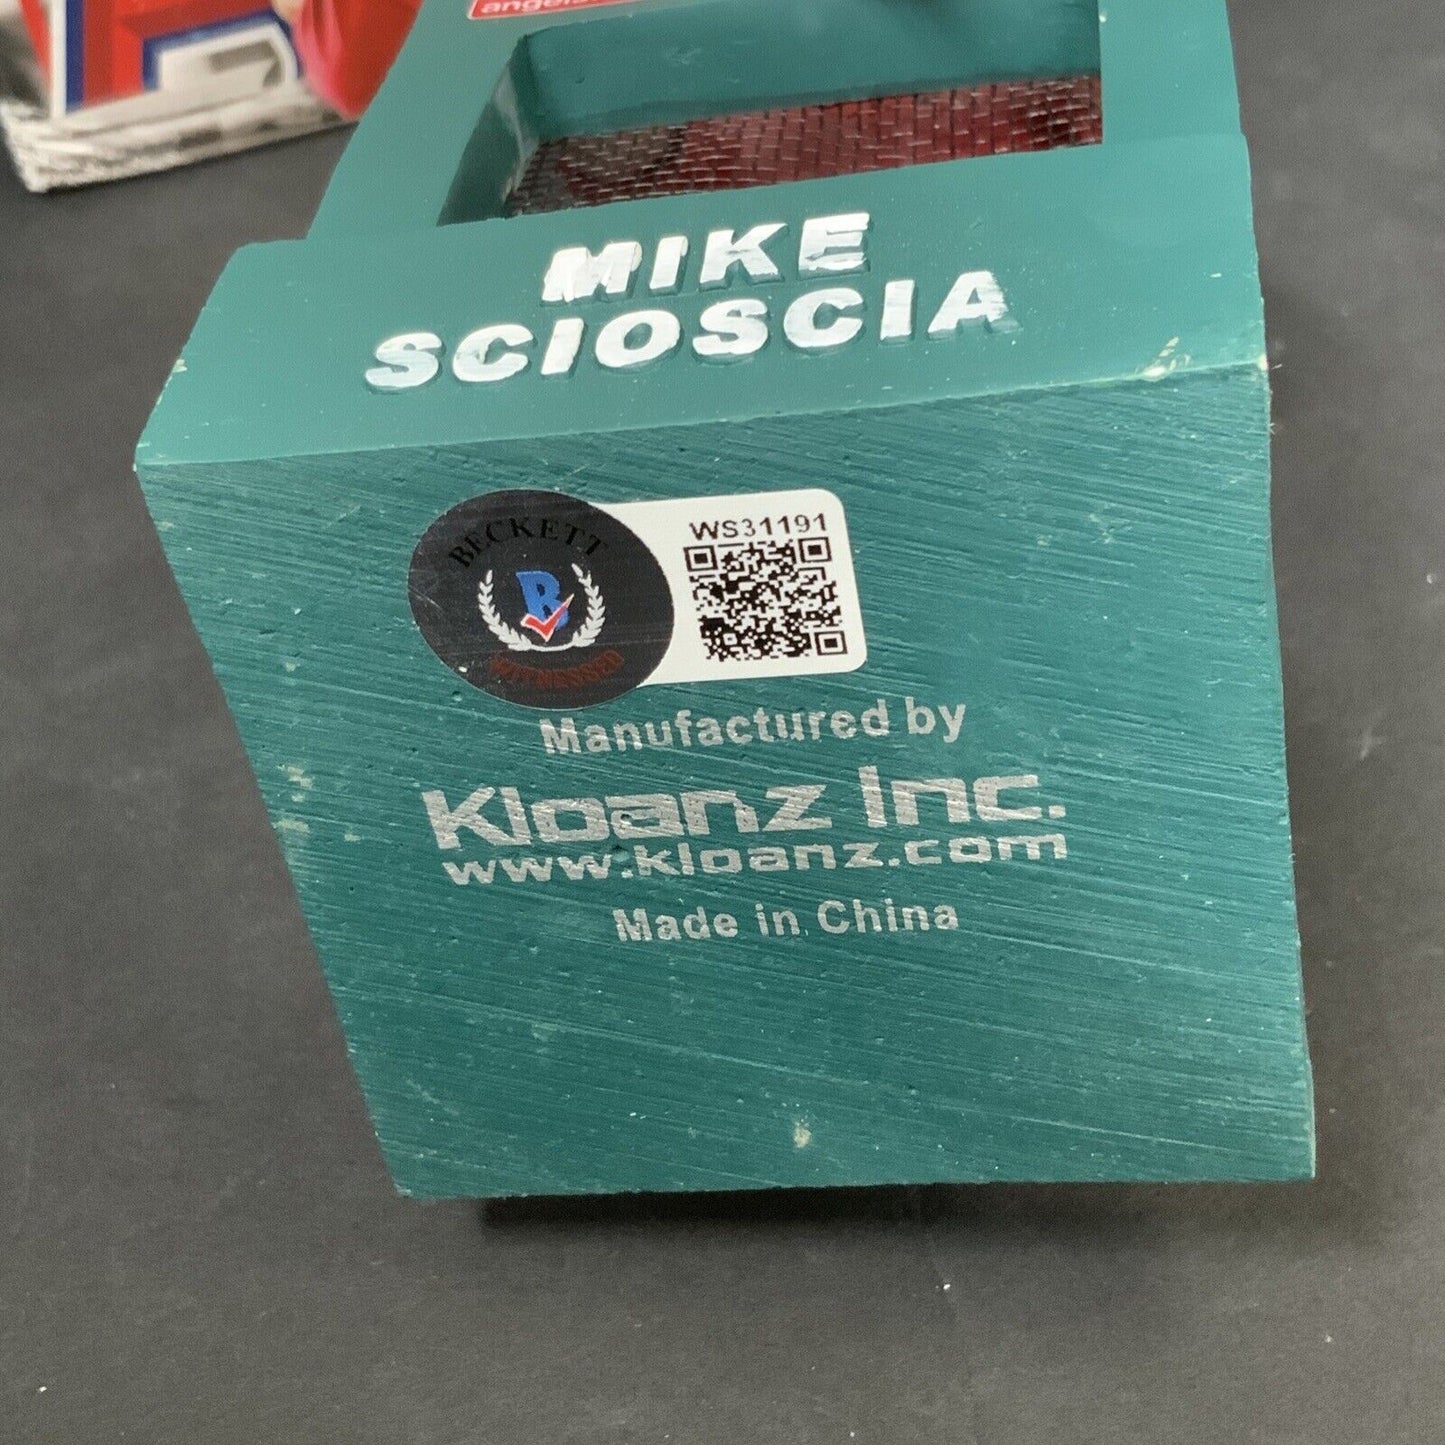 MIKE
SCIOSCIA
BECKETT
WITNESSED
WS31191
Manufactured by
Kloanz Inc.
www.kloanz.com
Made in China